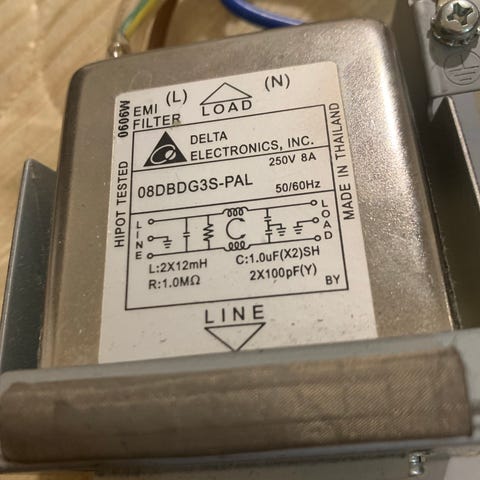 EMI (L) (N)
FILTER LOAD
HIPOT TESTED 0609M
DELTA
ELECTRONICS, INC.
250V 8A
08DBDG3S-PAL 50/60Hz
LINE LOAD
L:2X12mH C:1.0uF(X2)SH
R:1.0MΩ 2X100pF(Y)
BY
MADE IN THAILAND
LINE